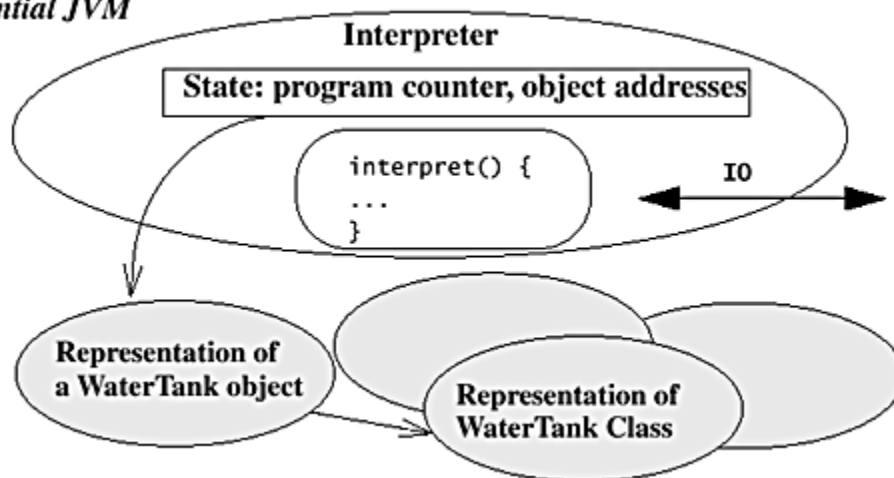 ntial JVM
Interpreter
State: program counter, object addresses
interpret() {
...
}
IO
Representation of
a WaterTank object
Representation of
WaterTank Class